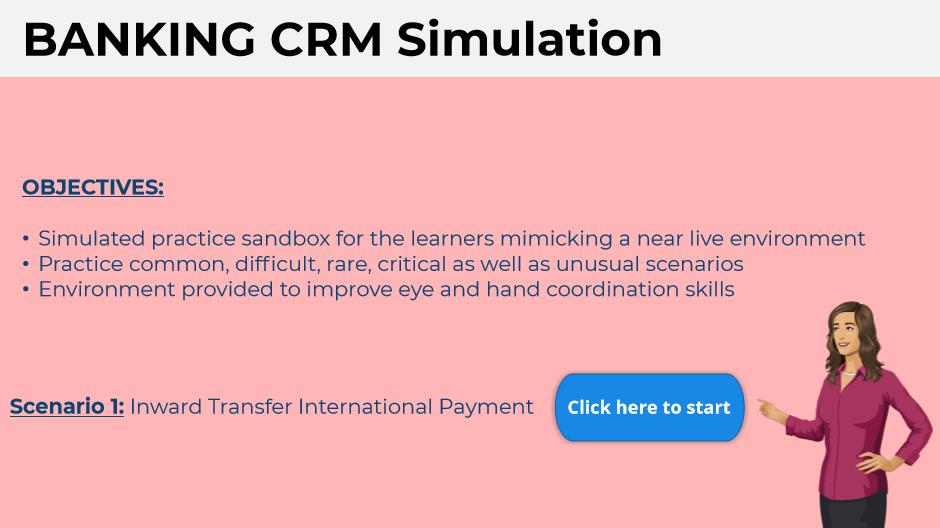 BANKING CRM Simulation
OBJECTIVES:
• Simulated practice sandbox for the learners mimicking a near live environment
• Practice common, difficult, rare, critical as well as unusual scenarios
• Environment provided to improve eye and hand coordination skills
Scenario 1: Inward Transfer International Payment
Click here to start